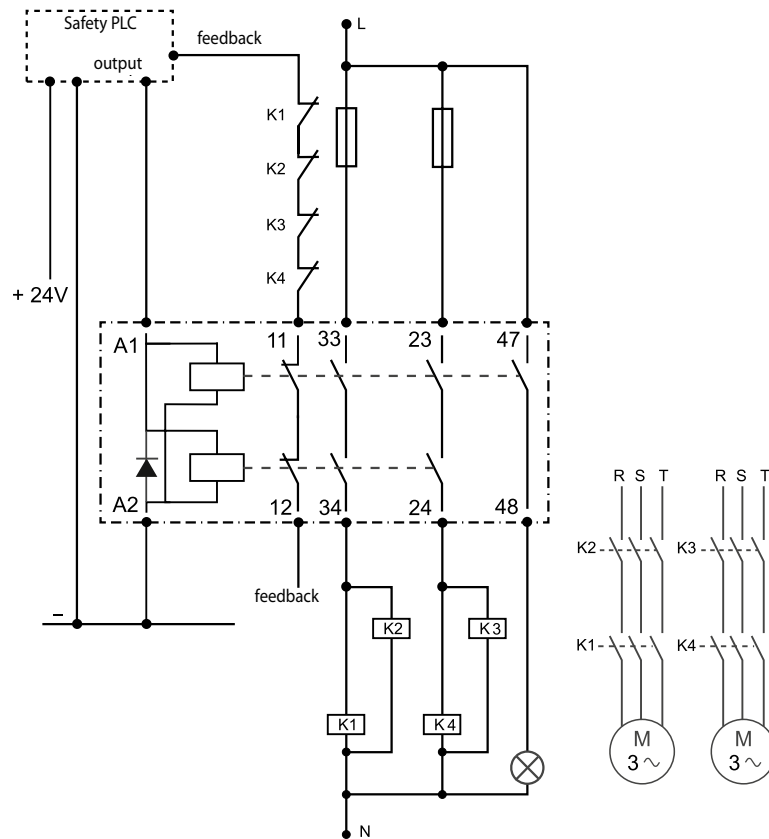 Safety PLC
output
feedback
L
K1
K2
K3
K4
+ 24V
A1
11
33
23
47
A2
12
34
24
48
feedback
–
K2
K3
K1
K4
N
R S T
R S T
K2
K3
K1
K4
M
3 ~
M
3 ~